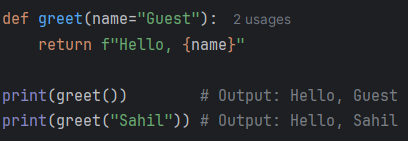 def greet(name="Guest"):  2 usages
    return f"Hello, {name}"

print(greet())        # Output: Hello, Guest
print(greet("Sahil")) # Output: Hello, Sahil